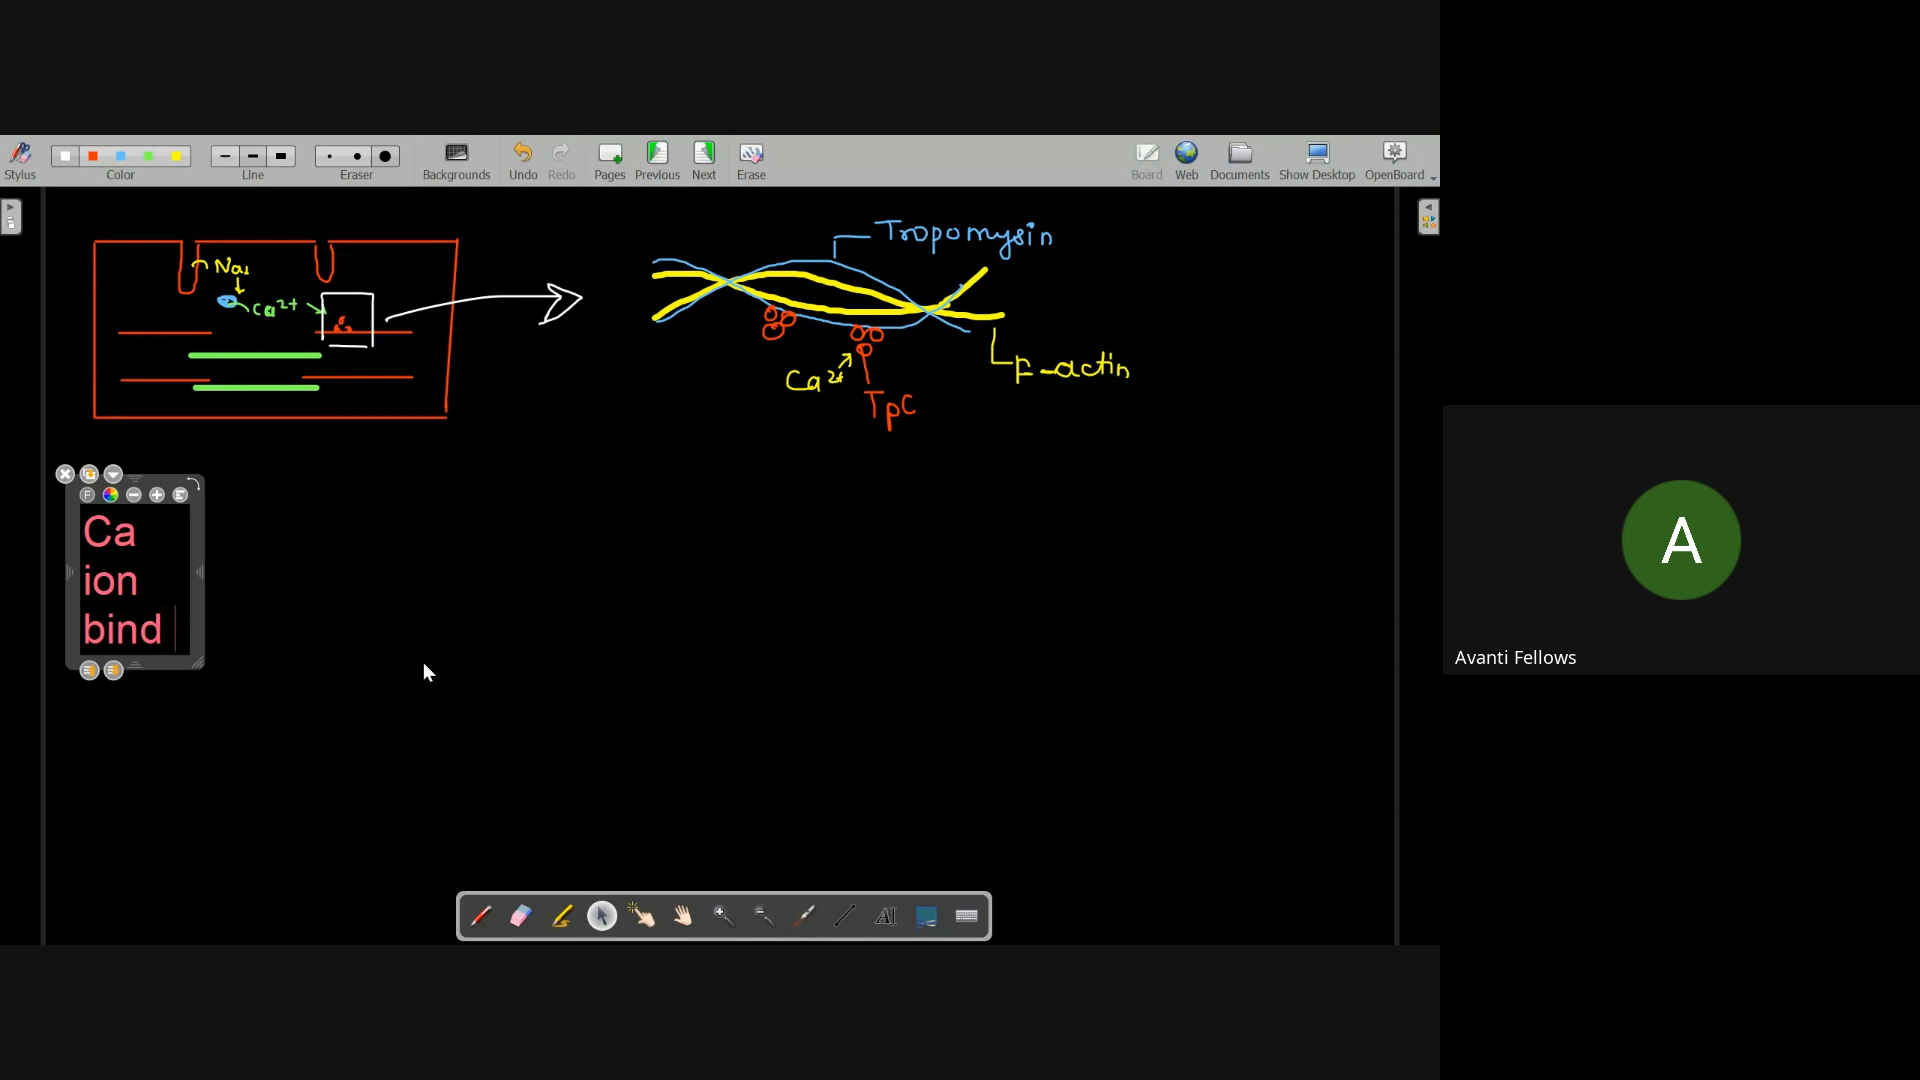 Stylus
Color
Line
Eraser
Backgrounds
Undo
Redo
Pages
Previous
Next
Erase
Board
Web
Documents
Show Desktop
OpenBoard
Tropomysin
Ca²⁺
F-actin
Ca²⁺
TpC
F
Ca
ion
bind
AI
A
Avanti Fellows